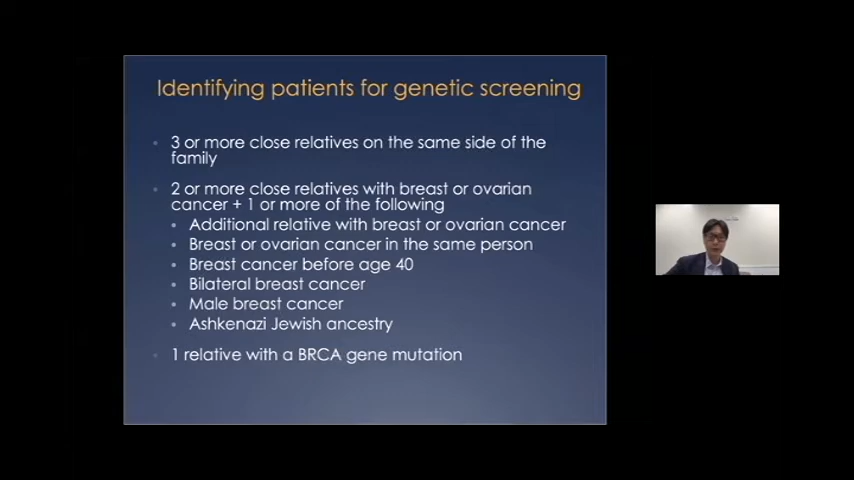 Identifying patients for genetic screening
3 or more close relatives on the same side of the
family
2 or more close relatives with breast or ovarian
cancer + 1 or more of the following
Additional relative with breast or ovarian cancer
Breast or ovarian cancer in the same person
Breast cancer before age 40
Bilateral breast cancer
Male breast cancer
Ashkenazi Jewish ancestry
1 relative with a BRCA gene mutation